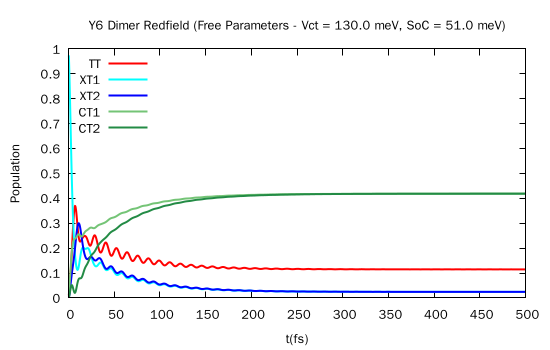 Y6 Dimer Redfield (Free Parameters - Vct = 130.0 meV, SoC = 51.0 meV)
1
0.9
0.8
0.7
0.6
0.5
0.4
0.3
0.2
0.1
0
Population
TT
XT1
XT2
CT1
CT2
0 50 100 150 200 250 300 350 400 450 500
t(fs)